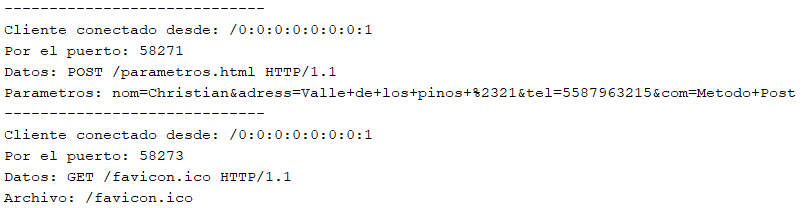 -----------------------------
Cliente conectado desde: /0:0:0:0:0:0:0:1
Por el puerto: 58271
Datos: POST /parametros.html HTTP/1.1
Parametros: nom=Christian&adress=Valle+de+los+pinos+%2321&tel=5587963215&com=Metodo+Post
-----------------------------
Cliente conectado desde: /0:0:0:0:0:0:0:1
Por el puerto: 58273
Datos: GET /favicon.ico HTTP/1.1
Archivo: /favicon.ico